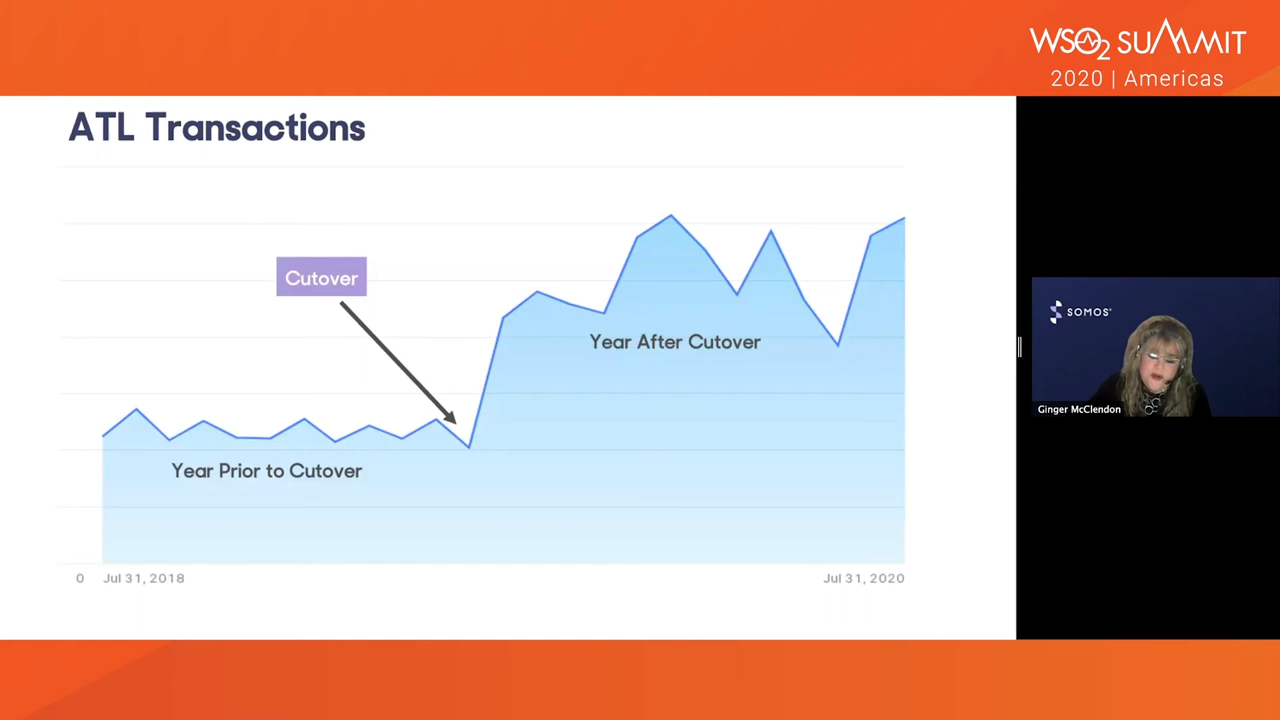 WSO2 SUMMIT
2020 | Americas
ATL Transactions
Cutover
Year After Cutover
Year Prior to Cutover
0 Jul 31, 2018 Jul 31, 2020
SOMOS
Ginger McClendon